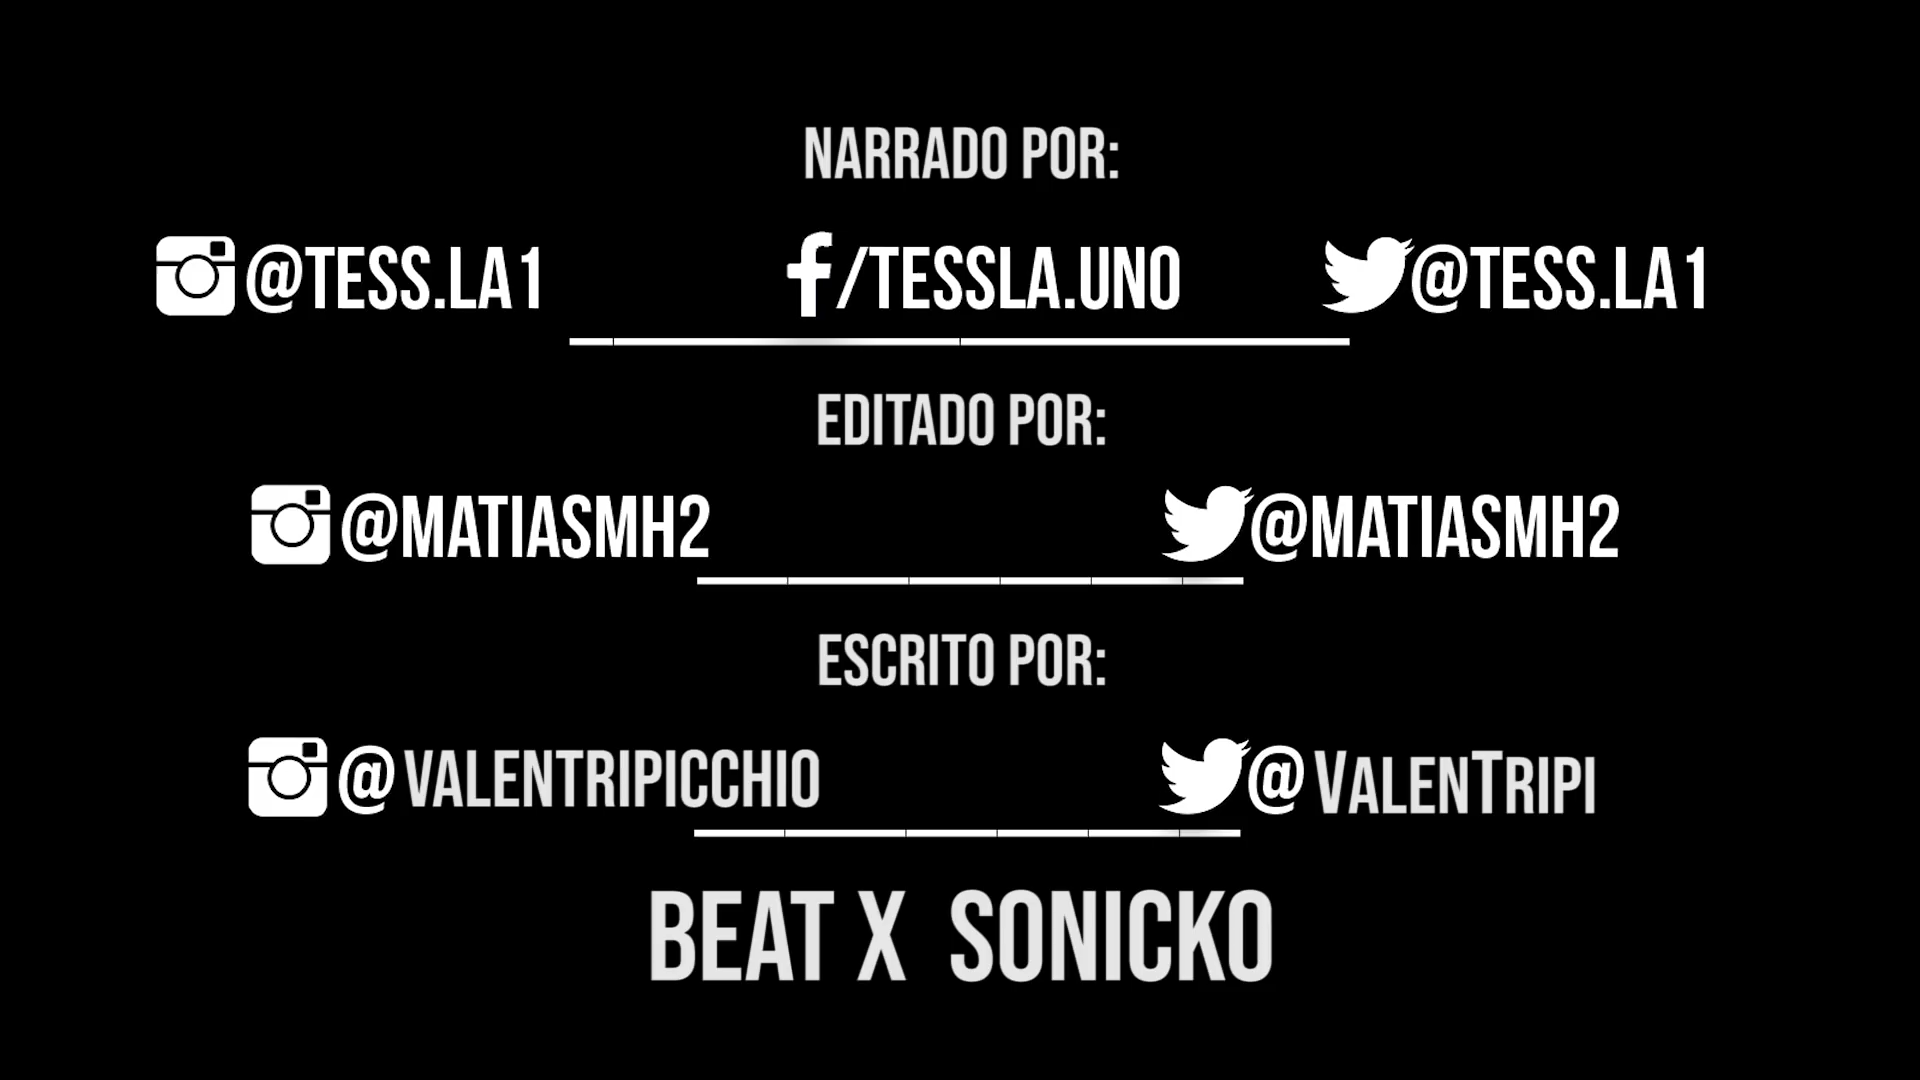 NARRADO POR:
@TESS.LA1 f/TESSLA.UNO @TESS.LA1
EDITADO POR:
@MATIASMH2 @MATIASMH2
ESCRITO POR:
@VALENTRIPICCHIO @VALENTRIPI
BEAT X SONICKO